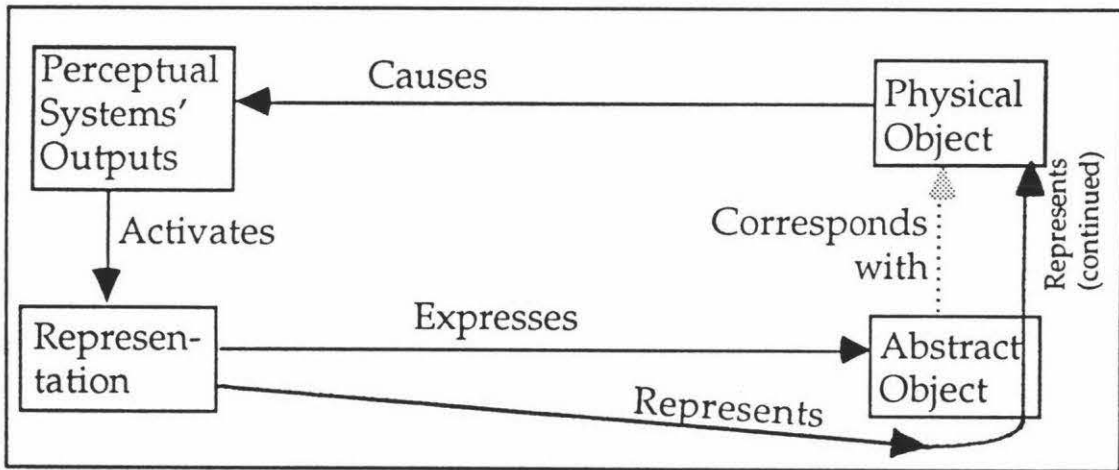 Perceptual
Systems'
Outputs
Causes
Physical
Object
Activates
Corresponds
with
Represents
(continued)
Represen-
tation
Expresses
Abstract
Object
Represents